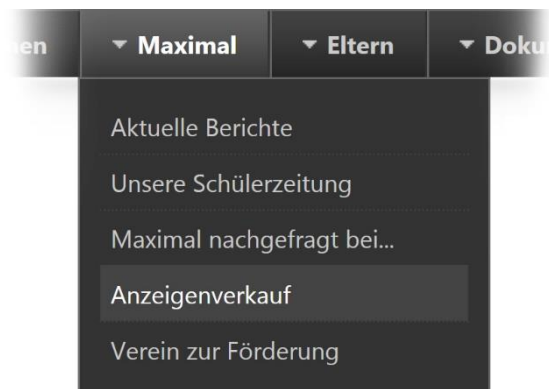 Maximal Eltern
Aktuelle Berichte
Unsere Schülerzeitung
Maximal nachgefragt bei...
Anzeigenverkauf
Verein zur Förderung